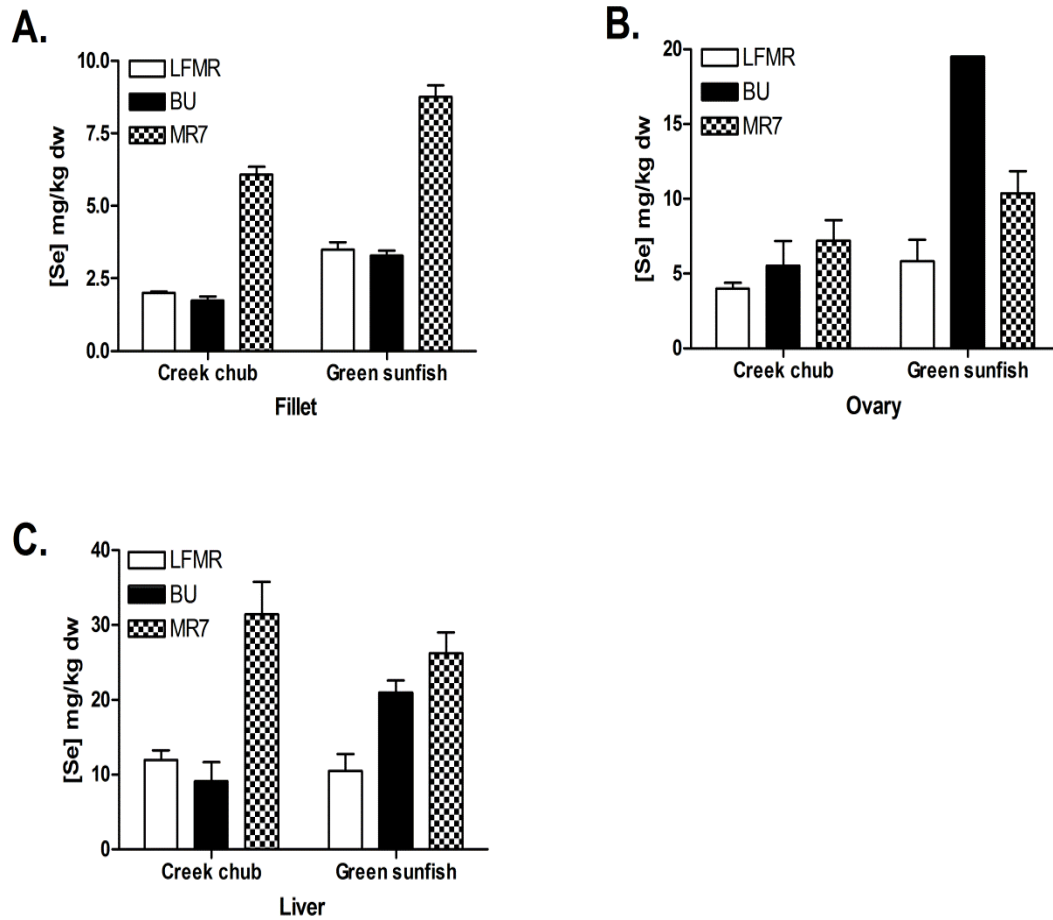 A.
[Se] mg/kg dw
10.0
7.5
5.0
2.5
0.0
LFMR
BU
MR7
Creek chub
Green sunfish
Fillet
B.
[Se] mg/kg dw
20
15
10
5
0
LFMR
BU
MR7
Creek chub
Green sunfish
Ovary
C.
[Se] mg/kg dw
40
30
20
10
0
LFMR
BU
MR7
Creek chub
Green sunfish
Liver